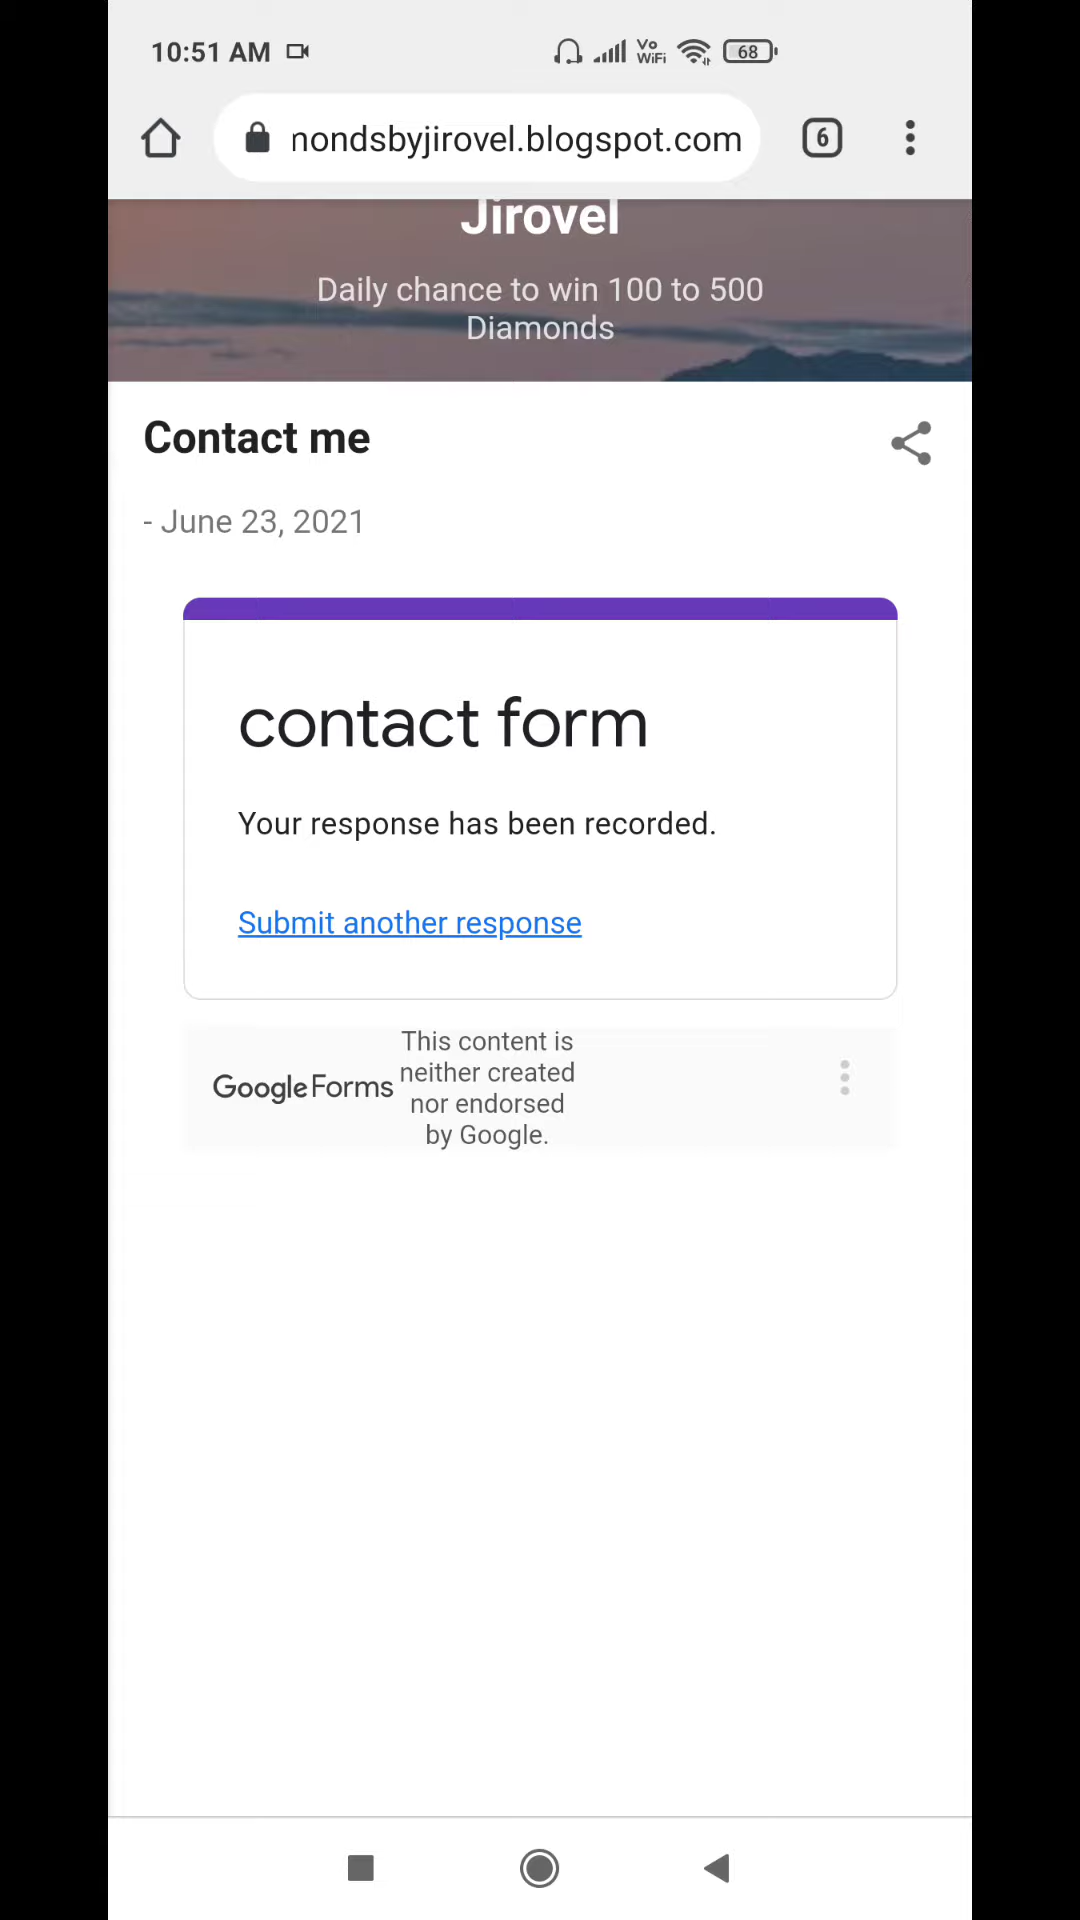 10:51 AM
Vo
WiFi
68
nondsbyjirovel.blogspot.com
6
Jirovel
Daily chance to win 100 to 500
Diamonds
Contact me
- June 23, 2021
contact form
Your response has been recorded.
Submit another response
Google Forms
This content is
neither created
nor endorsed
by Google.